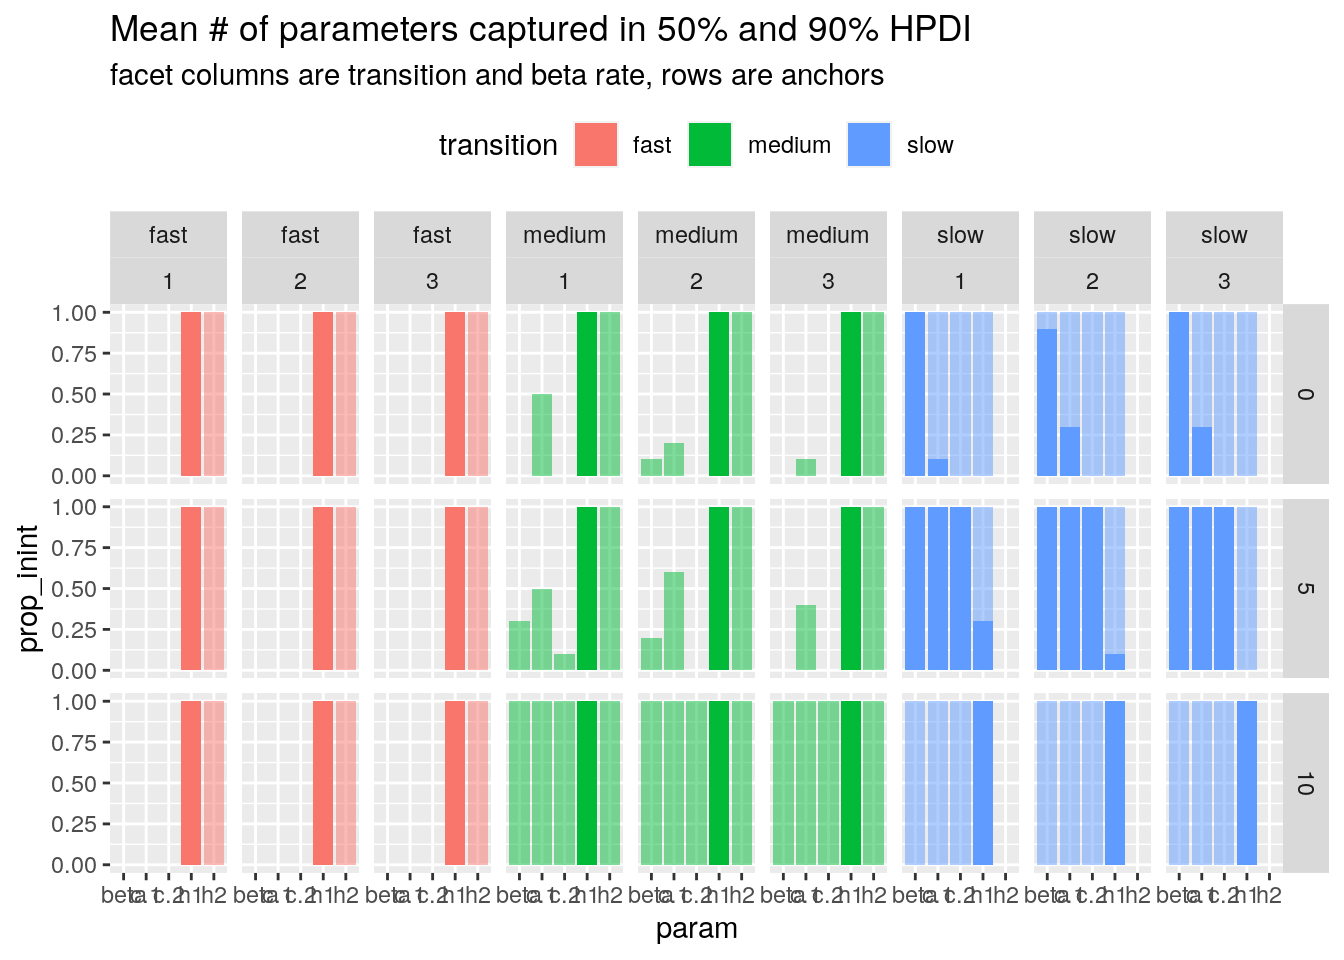 Mean # of parameters captured in 50% and 90% HPDI
facet columns are transition and beta rate, rows are anchors
transition fast medium slow
fast fast fast medium medium medium slow slow slow
1 2 3 1 2 3 1 2 3
1.00
0.75
0.50
0.25
0.00
0
1.00
0.75
0.50
0.25
0.00
5
1.00
0.75
0.50
0.25
0.00
10
prop_inint
param